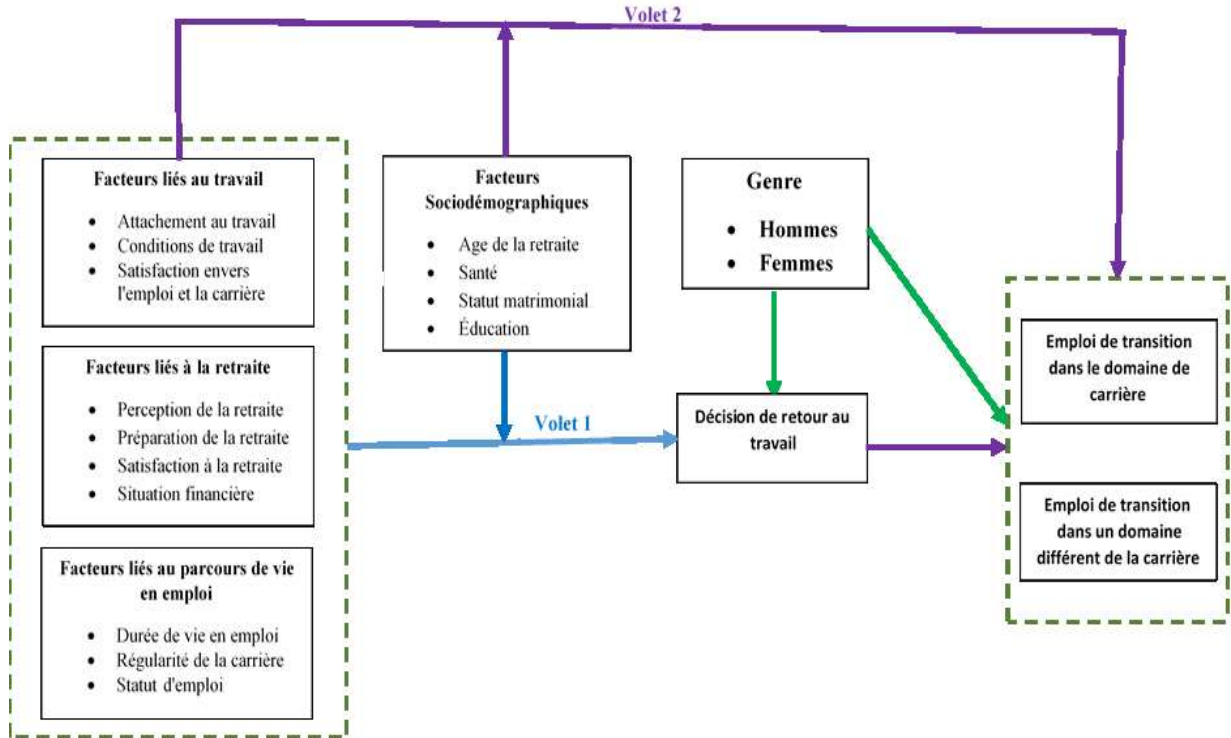 Volet 2
Facteurs liés au travail
• Attachement au travail
• Conditions de travail
• Satisfaction envers
l'emploi et la carrière
Facteurs liés à la retraite
• Perception de la retraite
• Préparation de la retraite
• Satisfaction à la retraite
• Situation financière
Facteurs liés au parcours de vie
en emploi
• Durée de vie en emploi
• Régularité de la carrière
• Statut d'emploi
Facteurs
Sociodémographiques
• Age de la retraite
• Santé
• Statut matrimonial
• Éducation
Volet 1
Genre
• Hommes
• Femmes
Décision de retour au
travail
Emploi de transition
dans le domaine de
carrière
Emploi de transition
dans un domaine
différent de la carrière